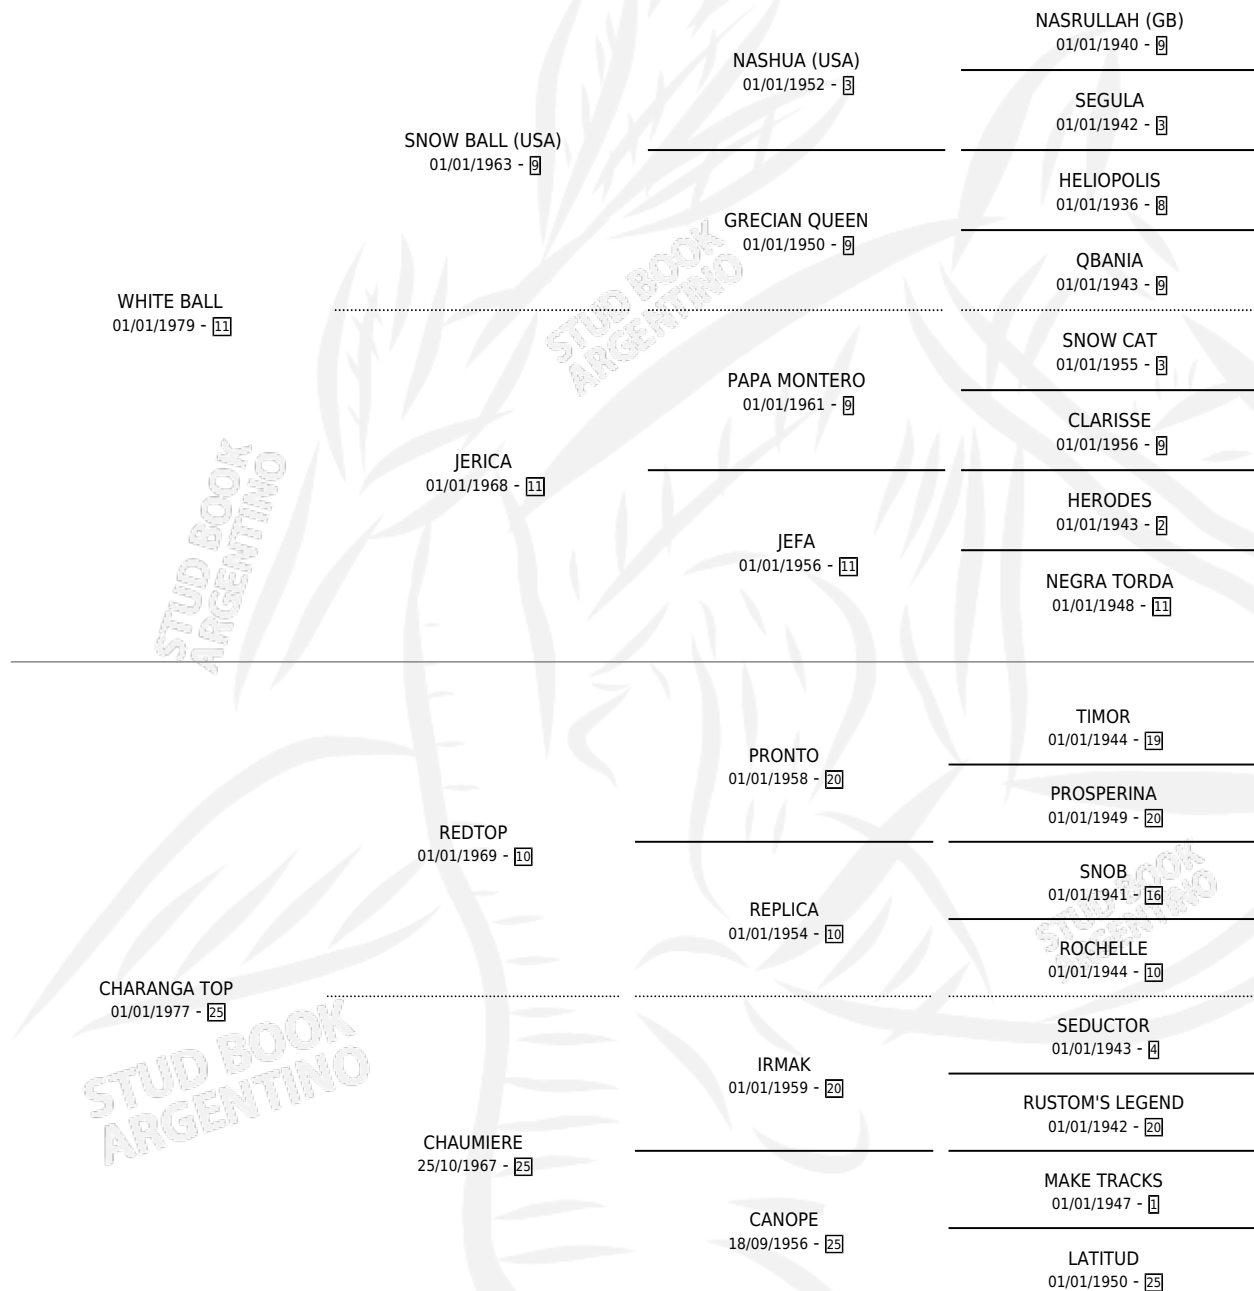 NASRULLAH (GB)
01/01/1940 - 9
NASHUA (USA)
01/01/1952 - 3
SEGULA
01/01/1942 - 3
SNOW BALL (USA)
01/01/1963 - 9
HELIOPOLIS
01/01/1936 - 8
GRECIAN QUEEN
01/01/1950 - 9
QBANIA
01/01/1943 - 9
WHITE BALL
01/01/1979 - 11
SNOW CAT
01/01/1955 - 3
PAPA MONTERO
01/01/1961 - 9
CLARISSE
01/01/1956 - 9
JERICA
01/01/1968 - 11
HERODES
01/01/1943 - 2
JEFA
01/01/1956 - 11
NEGRA TORDA
01/01/1948 - 11
TIMOR
01/01/1944 - 19
PRONTO
01/01/1958 - 20
PROSPERINA
01/01/1949 - 20
REDTOP
01/01/1969 - 10
SNOB
01/01/1941 - 16
REPLICA
01/01/1954 - 10
ROCHELLE
01/01/1944 - 10
CHARANGA TOP
01/01/1977 - 25
SEDUCTOR
01/01/1943 - 4
IRMAK
01/01/1959 - 20
RUSTOM'S LEGEND
01/01/1942 - 20
CHAUMIERE
25/10/1967 - 25
MAKE TRACKS
01/01/1947 - 1
CANOPE
18/09/1956 - 25
LATITUD
01/01/1950 - 25
STUD BOOK
ARGENTINO
STUD BOOK
ARGENTINO
STUD BOOK
ARGENTINO
STUD BOOK
ARGENTINO